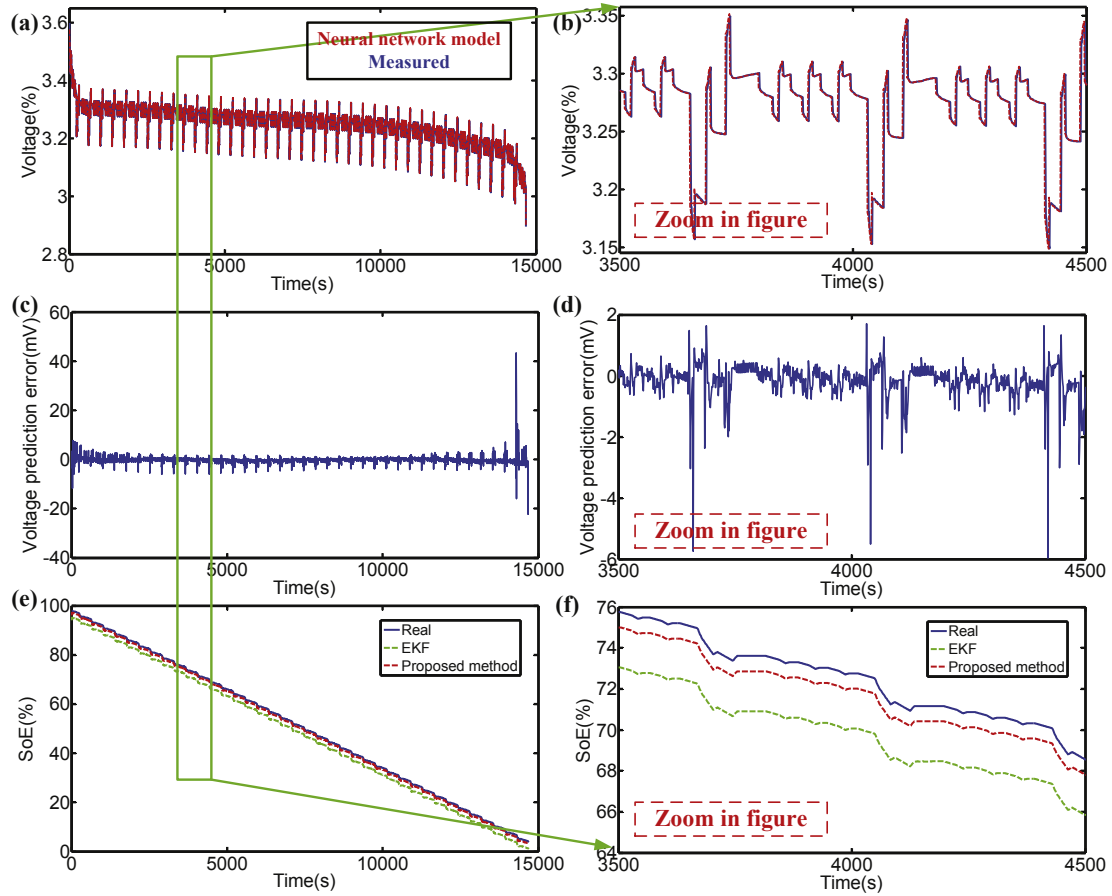 (a)
3.6
3.4
3.2
3
2.8
Voltage(%)
Neural network model
Measured
0
5000
10000
15000
Time(s)
(b)
3.35
3.30
3.25
3.20
3.15
Voltage(%)
Zoom in figure
3500
4000
4500
Time(s)
(c)
60
40
20
0
-20
-40
Voltage prediction error(mV)
0
5000
10000
15000
Time(s)
(d)
2
0
-2
-4
-6
Voltage prediction error(mV)
Zoom in figure
3500
4000
4500
Time(s)
(e)
100
80
60
40
20
0
SoE(%)
Real
EKF
Proposed method
0
5000
10000
15000
Time(s)
(f)
76
74
72
70
68
66
64
SoE(%)
Real
EKF
Proposed method
Zoom in figure
3500
4000
4500
Time(s)